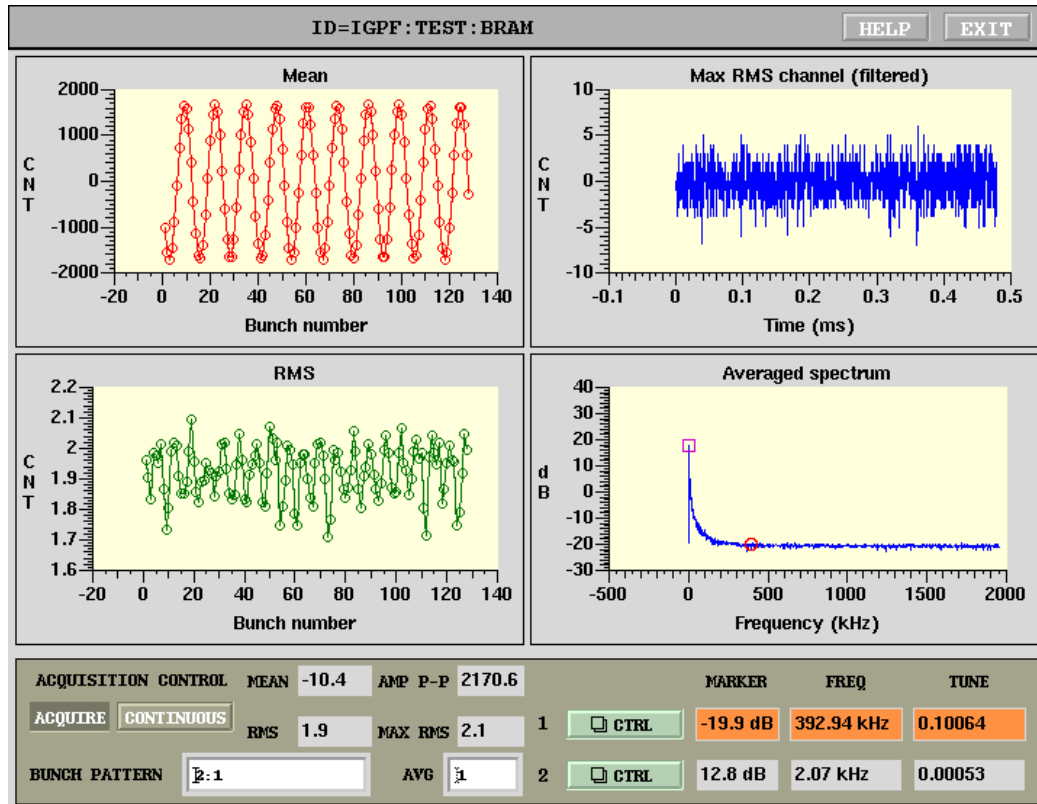 ID=IGPF:TEST:BRAM HELP EXIT
Mean
CNT
2000
1000
0
-1000
-2000
-20 0 20 40 60 80 100 120 140
Bunch number
Max RMS channel (filtered)
CNT
10
5
0
-5
-10
-0.1 0 0.1 0.2 0.3 0.4 0.5
Time (ms)
RMS
CNT
2.2
2.1
2
1.9
1.8
1.7
1.6
-20 0 20 40 60 80 100 120 140
Bunch number
Averaged spectrum
dB
40
30
20
10
0
-10
-20
-30
-500 0 500 1000 1500 2000
Frequency (kHz)
ACQUISITION CONTROL MEAN -10.4 AMP P-P 2170.6 MARKER FREQ TUNE
ACQUIRE CONTINUOUS RMS 1.9 MAX RMS 2.1 1 CTRL -19.9 dB 392.94 kHz 0.10064
BUNCH PATTERN 2:1 AVG 1 2 CTRL 12.8 dB 2.07 kHz 0.00053